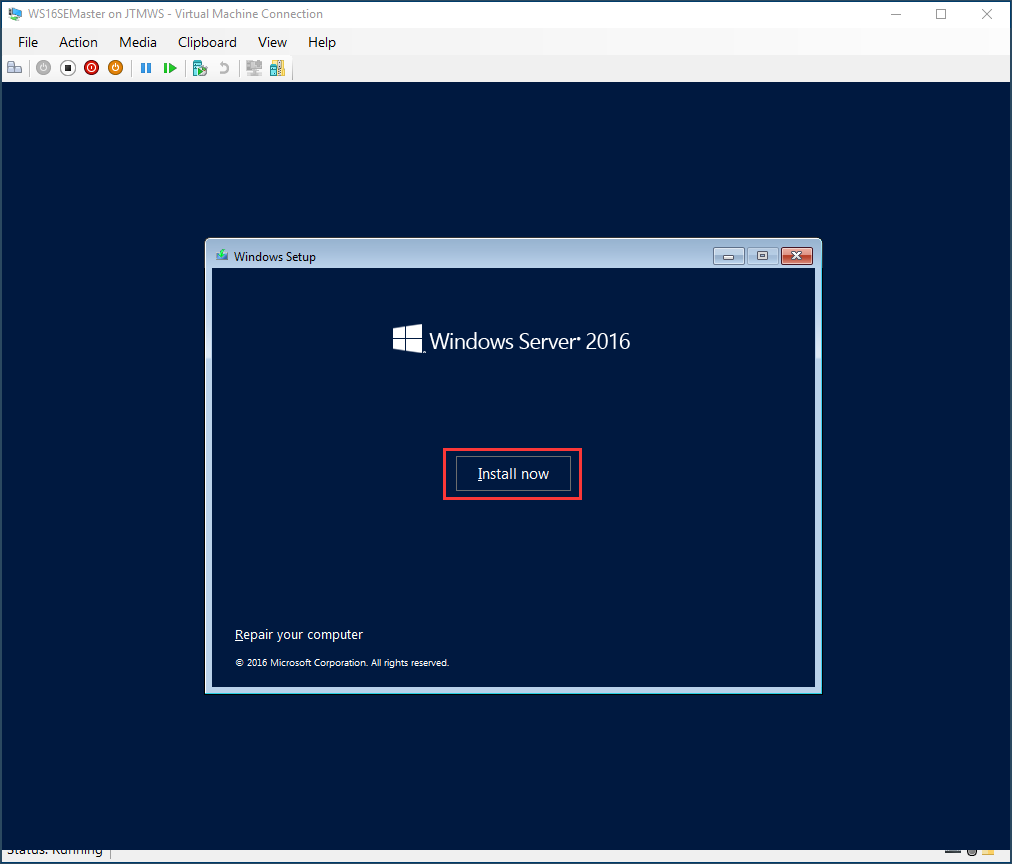 WS16SEMaster on JTMWS - Virtual Machine Connection
File Action Media Clipboard View Help
Windows Setup
Windows Server® 2016
Install now
Repair your computer
© 2016 Microsoft Corporation. All rights reserved.
Status: Running